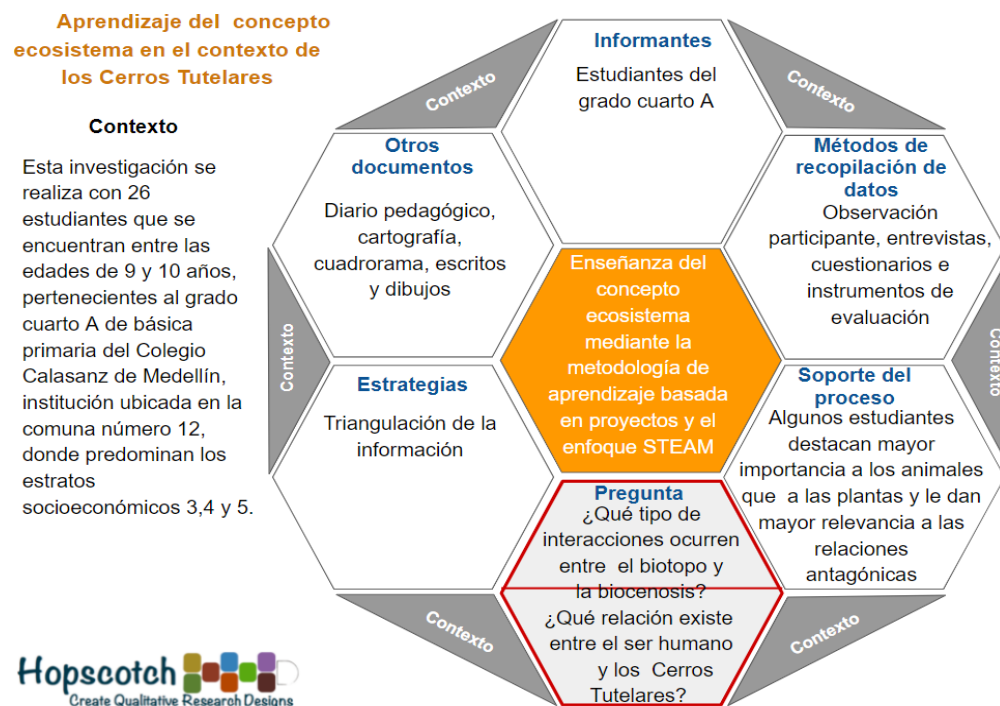 Aprendizaje del concepto
ecosistema en el contexto de
los Cerros Tutelares
Contexto
Esta investigación se
realiza con 26
estudiantes que se
encuentran entre las
edades de 9 y 10 años,
pertenecientes al grado
cuarto A de básica
primaria del Colegio
Calasanz de Medellín,
institución ubicada en la
comuna número 12,
donde predominan los
estratos
socioeconómicos 3,4 y 5.
Contexto
Informantes
Estudiantes del
grado cuarto A
Contexto
Otros
documentos
Diario pedagógico,
cartografía,
cuadrorama, escritos
y dibujos
Métodos de
recopilación de
datos
Observación
participante, entrevistas,
cuestionarios e
instrumentos de
evaluación
Contexto
Enseñanza del
concepto
ecosistema
mediante la
metodología de
aprendizaje basada
en proyectos y el
enfoque STEAM
Contexto
Estrategias
Triangulación de la
información
Soporte del
proceso
Algunos estudiantes
destacan mayor
importancia a los animales
que a las plantas y le dan
mayor relevancia a las
relaciones
antagónicas
Pregunta
¿Qué tipo de
interacciones ocurren
entre el biotopo y
la biocenosis?
¿Qué relación existe
entre el ser humano
y los Cerros
Tutelares?
Contexto
Contexto
Hopscotch
Create Qualitative Research Designs